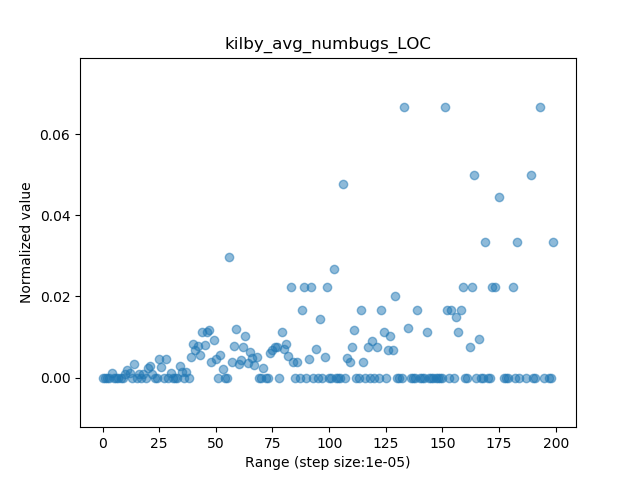 kilby_avg_numbugs_LOC
Normalized value
0.06
0.04
0.02
0.00
0 25 50 75 100 125 150 175 200
Range (step size:1e-05)